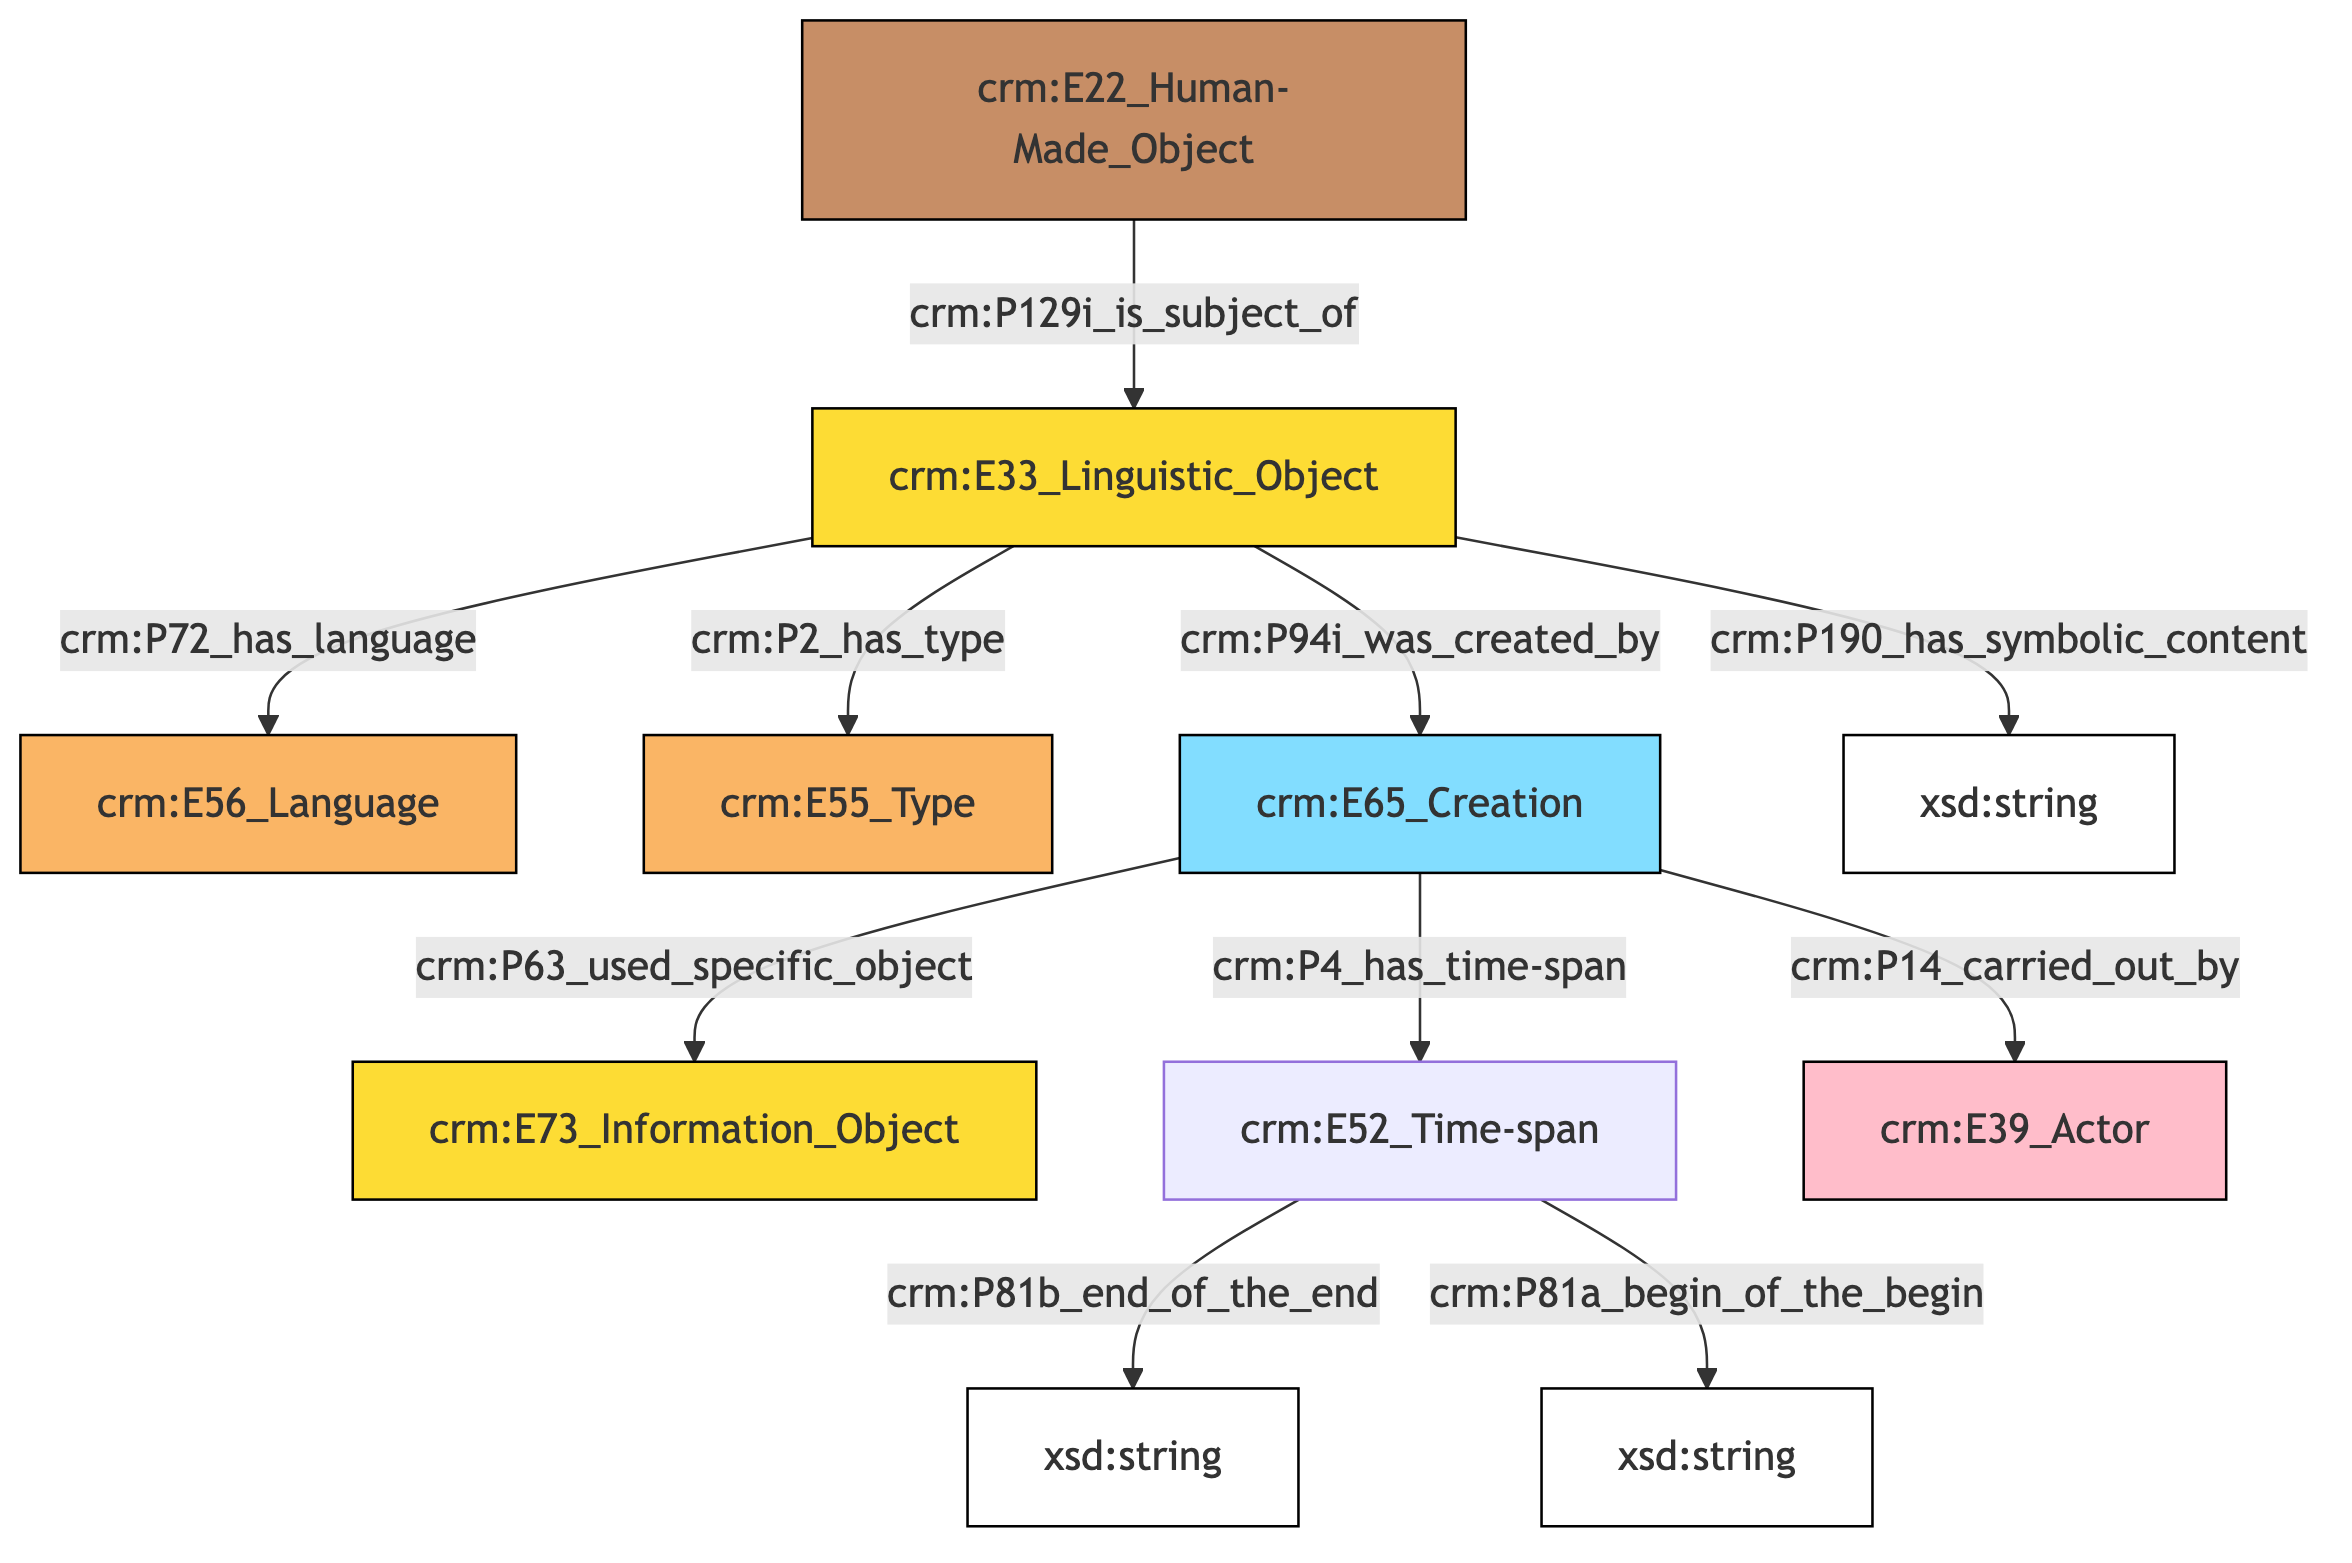 crm:E22_Human-
Made_Object
crm:P129i_is_subject_of
crm:E33_Linguistic_Object
crm:P72_has_language
crm:P2_has_type
crm:P94i_was_created_by
crm:P190_has_symbolic_content
crm:E56_Language
crm:E55_Type
crm:E65_Creation
xsd:string
crm:P63_used_specific_object
crm:P4_has_time-span
crm:P14_carried_out_by
crm:E73_Information_Object
crm:E52_Time-span
crm:E39_Actor
crm:P81b_end_of_the_end
crm:P81a_begin_of_the_begin
xsd:string
xsd:string